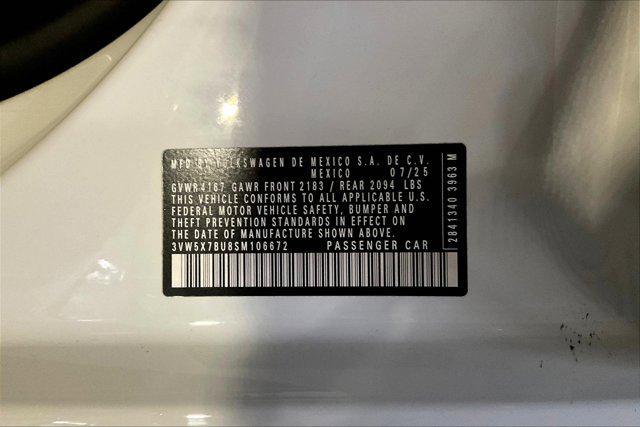 MFD BY VOLKSWAGEN DE MEXICO S.A. DE C.V.
MEXICO 07/25
GVWR 4167 GAWR FRONT 2183 / REAR 2094 LBS
THIS VEHICLE CONFORMS TO ALL APPLICABLE U.S.
FEDERAL MOTOR VEHICLE SAFETY, BUMPER AND
THEFT PREVENTION STANDARDS IN EFFECT ON
THE DATE OF MANUFACTURE SHOWN ABOVE.
3VW5X7BU8SM106672 PASSENGER CAR
2841340 3963 M